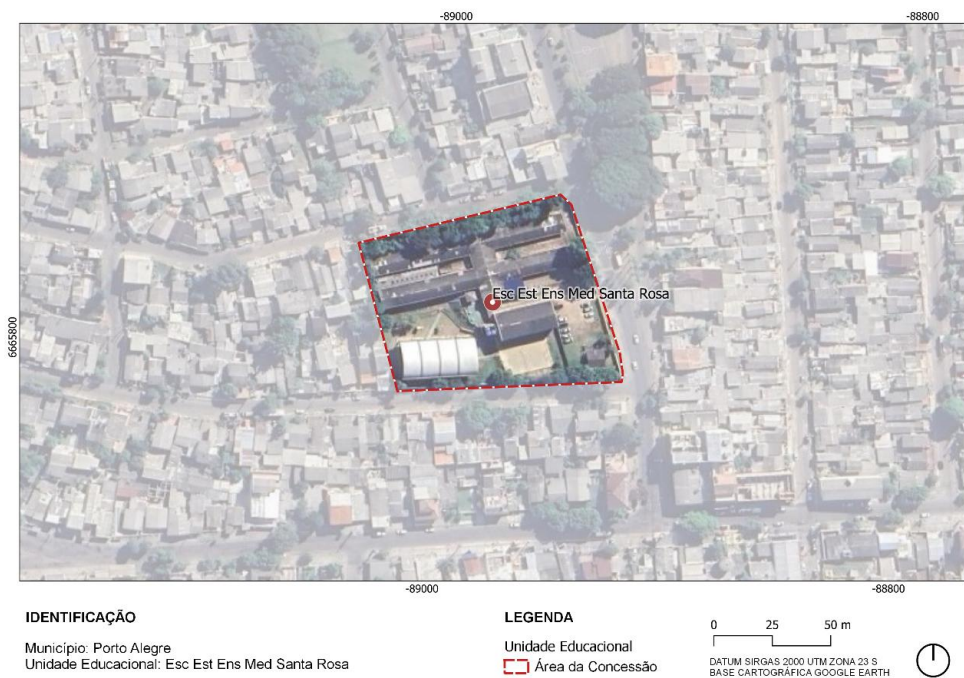 -89000
-88800
Esc Est Ens Med Santa Rosa
6665800
-89000
-88800
IDENTIFICAÇÃO
Município: Porto Alegre
Unidade Educacional: Esc Est Ens Med Santa Rosa
LEGENDA
Unidade Educacional
Área da Concessão
0 25 50 m
DATUM SIRGAS 2000 UTM ZONA 23 S
BASE CARTOGRÁFICA GOOGLE EARTH